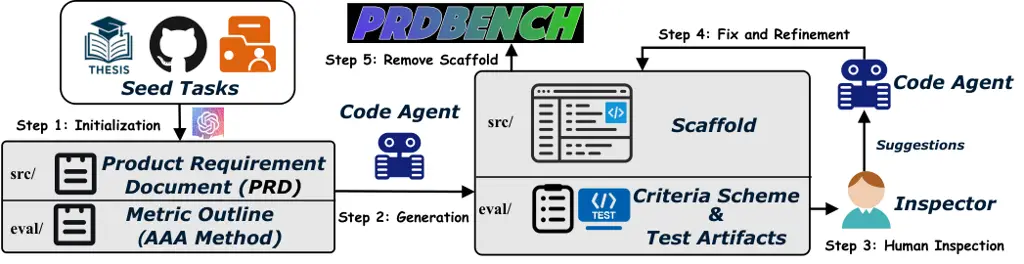 THESIS
Seed Tasks
Step 1: Initialization
src/
Product Requirement
Document (PRD)
eval/
Metric Outline
(AAA Method)
Code Agent
Step 2: Generation
PRDBENCH
Step 5: Remove Scaffold
src/
Scaffold
eval/
TEST
Criteria Scheme
&
Test Artifacts
Step 4: Fix and Refinement
Code Agent
Suggestions
Inspector
Step 3: Human Inspection